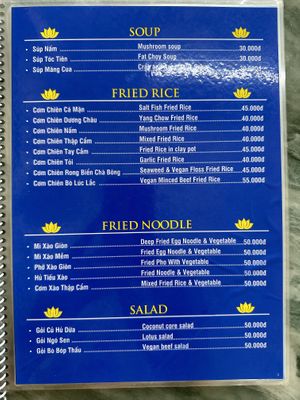 SOUP
• Súp Nấm Mushroom soup 30.000đ
• Súp Tóc Tiên Fat Choy Soup 30.000đ
• Súp Măng Cua 30.000đ
FRIED RICE
• Cơm Chiên Cá Mặn Salt Fish Fried Rice 45.000đ
• Cơm Chiên Dương Châu Yang Chow Fried Rice 40.000đ
• Cơm Chiên Nấm Mushroom Fried Rice 40.000đ
• Cơm Chiên Thập Cẩm Mixed Fried Rice 40.000đ
• Cơm Chiên Tay Cầm Fried Rice in clay pot 45.000đ
• Cơm Chiên Tỏi Garlic Fried Rice 40.000đ
• Cơm Chiên Rong Biển Chà Bông Seaweed & Vegan Floss Fried Rice 45.000đ
• Cơm Chiên Bò Lúc Lắc Vegan Minced Beef Fried Rice 55.000đ
FRIED NOODLE
• Mì Xào Giòn Deep Fried Egg Noodle & Vegetable 50.000đ
• Mì Xào Mềm Fried Egg Noodle & Vegetable 50.000đ
• Phở Xào Giòn Fried Pho With Vegetable 50.000đ
• Hủ Tiếu Xào Fried Noodle & Vegetable 50.000đ
• Cơm Xào Thập Cẩm Mixed Fried Rice & Vegetable 50.000đ
SALAD
• Gỏi Củ Hủ Dừa Coconut core salad 50.000đ
• Gỏi Ngó Sen Lotus salad 50.000đ
• Gỏi Bò Bóp Thấu Vegan beef salad 50.000đ